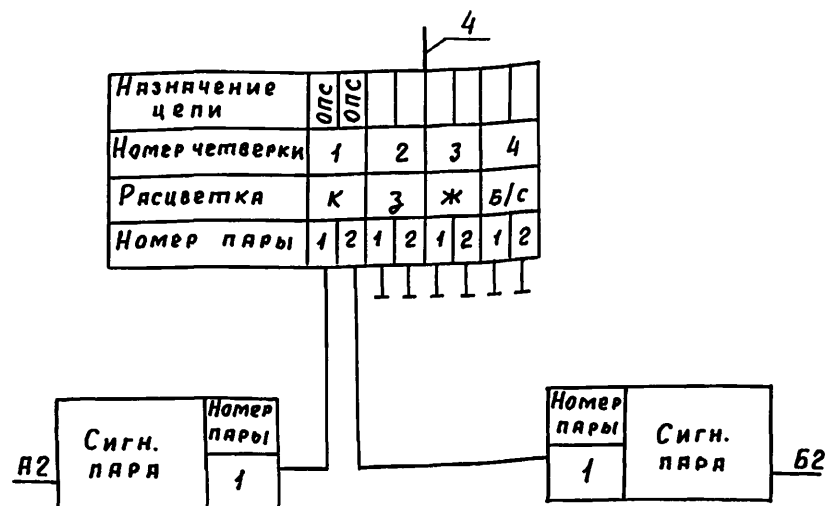 4
Назначение цепи ОПС ОПС
Номер четверки 1 2 3 4
Расцветка К З Ж Б/С
Номер пары 1 2 1 2 1 2 1 2
А2
Сигн. пара
Номер пары
1
Номер пары
1
Сигн. пара
Б2